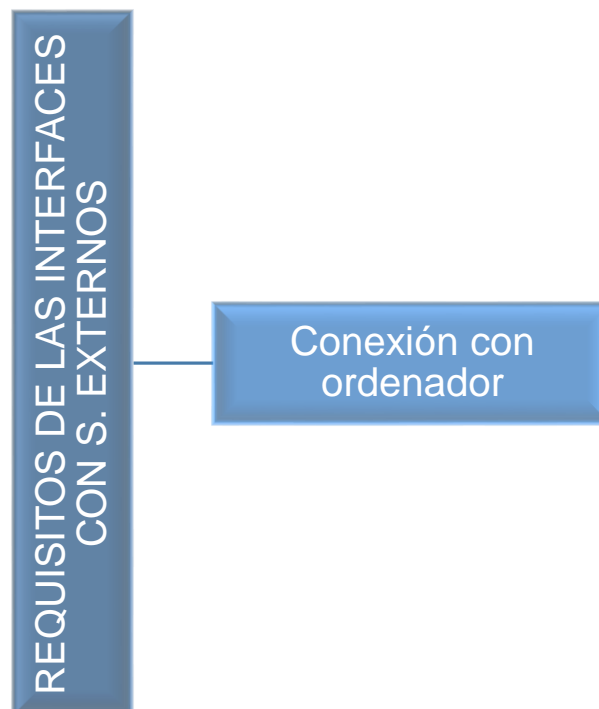 REQUISITOS DE LAS INTERFACES
CON S. EXTERNOS
Conexión con
ordenador